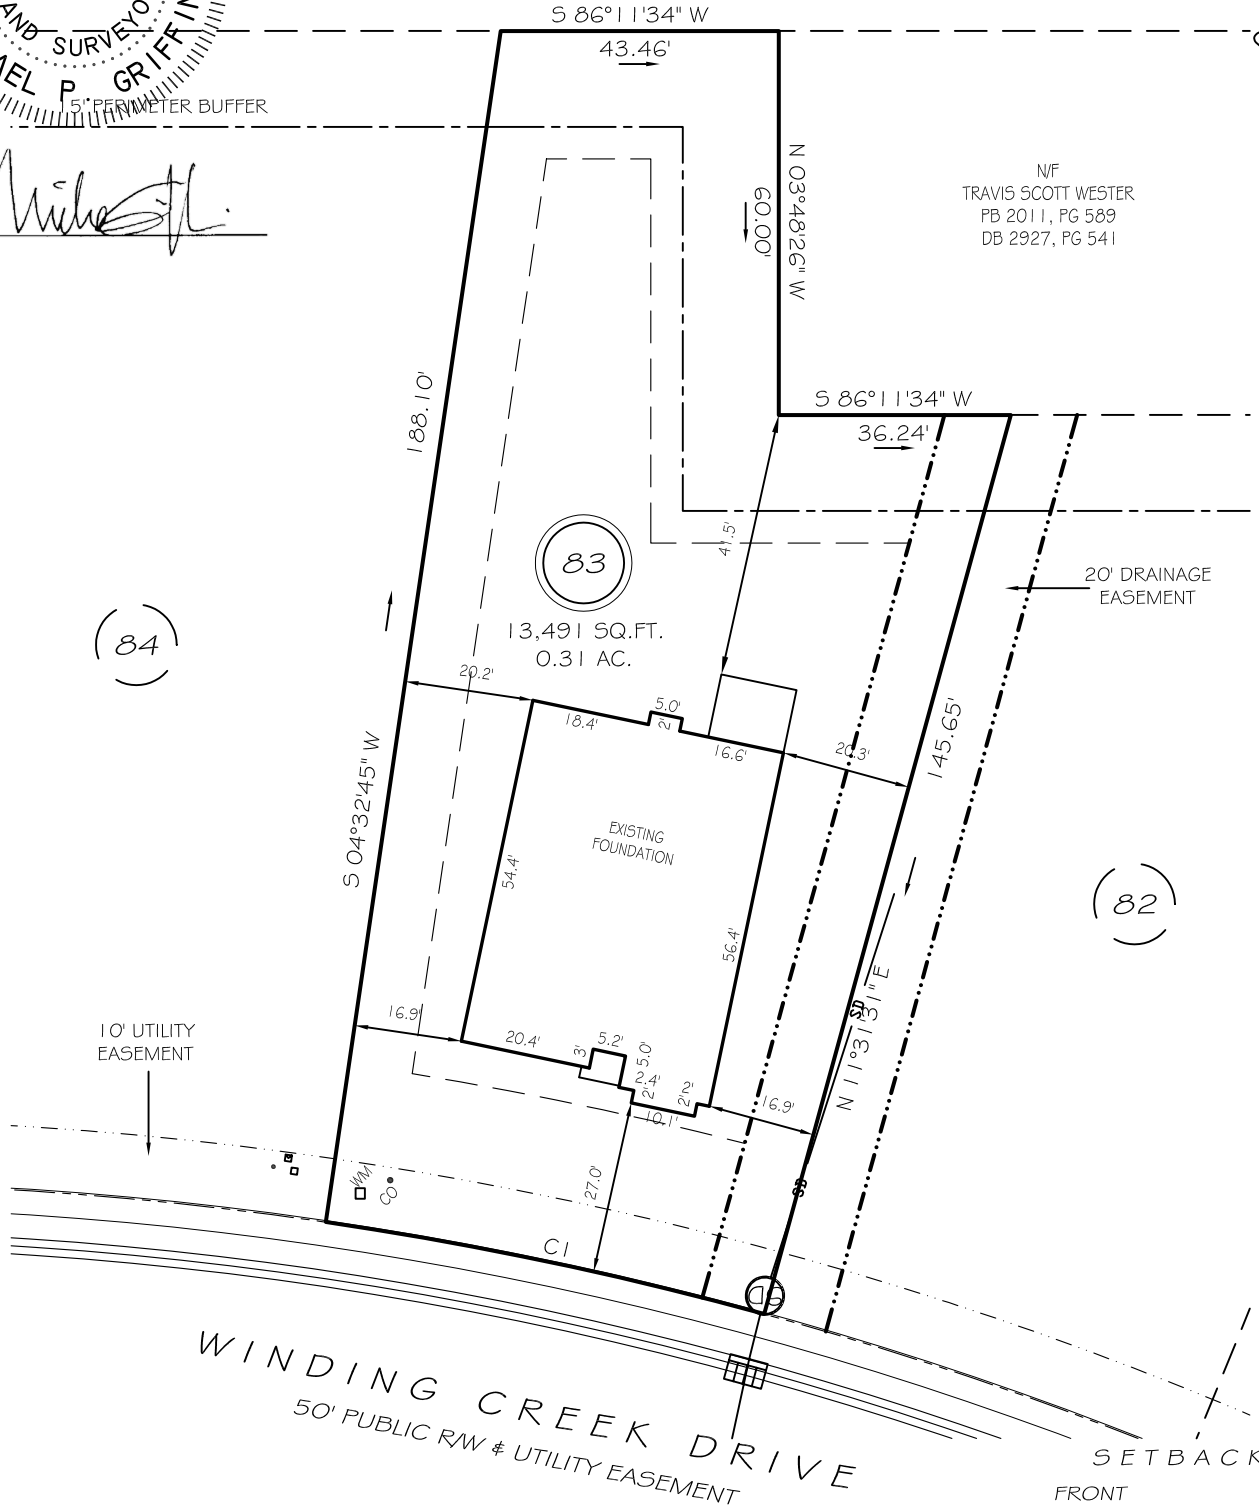 S 86°11'34" W
43.46'
AND SURVEYO
P. GRIFFIN
15' PERIMETER BUFFER
N 03°48'26" W
60.00'
N/F
TRAVIS SCOTT WESTER
PB 2011, PG 589
DB 2927, PG 541
188.10'
S 86°11'34" W
36.24'
41.5'
83
13,491 SQ.FT.
0.31 AC.
20' DRAINAGE
EASEMENT
84
20.2'
18.4'
5.0'
2'
16.6'
20.3'
145.65'
S 04°32'45" W
EXISTING
FOUNDATION
54.4'
56.4'
82
N 11°31'31" E
SD
16.9'
20.4'
3'
5.2'
5.0'
2.4'
2'
2'
2'
10.1'
16.9'
10' UTILITY
EASEMENT
WM
CO
27.0'
SD
C1
WINDING CREEK DRIVE
50' PUBLIC R/W & UTILITY EASEMENT
SETBACK
FRONT